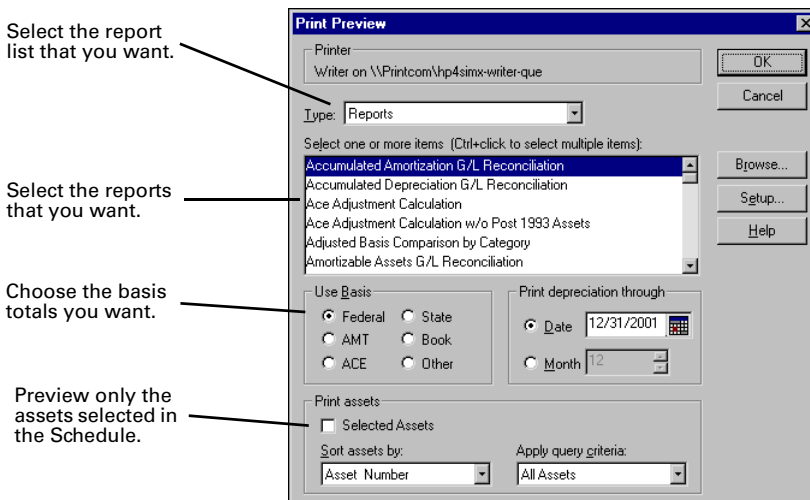 Select the report
list that you want.
Select the reports
that you want.
Choose the basis
totals you want.
Preview only the
assets selected in
the Schedule.
Print Preview
Printer
Writer on \\Printcom\hp4simx-writer-que
Type: Reports
Select one or more items (Ctrl+click to select multiple items):
Accumulated Amortization G/L Reconciliation
Accumulated Depreciation G/L Reconciliation
Ace Adjustment Calculation
Ace Adjustment Calculation w/o Post 1993 Assets
Adjusted Basis Comparison by Category
Amortizable Assets G/L Reconciliation
OK
Cancel
Browse...
Setup...
Help
Use Basis
Federal State
AMT Book
ACE Other
Print depreciation through
Date 12/31/2001
Month 12
Print assets
Selected Assets
Sort assets by: Apply query criteria:
Asset Number All Assets